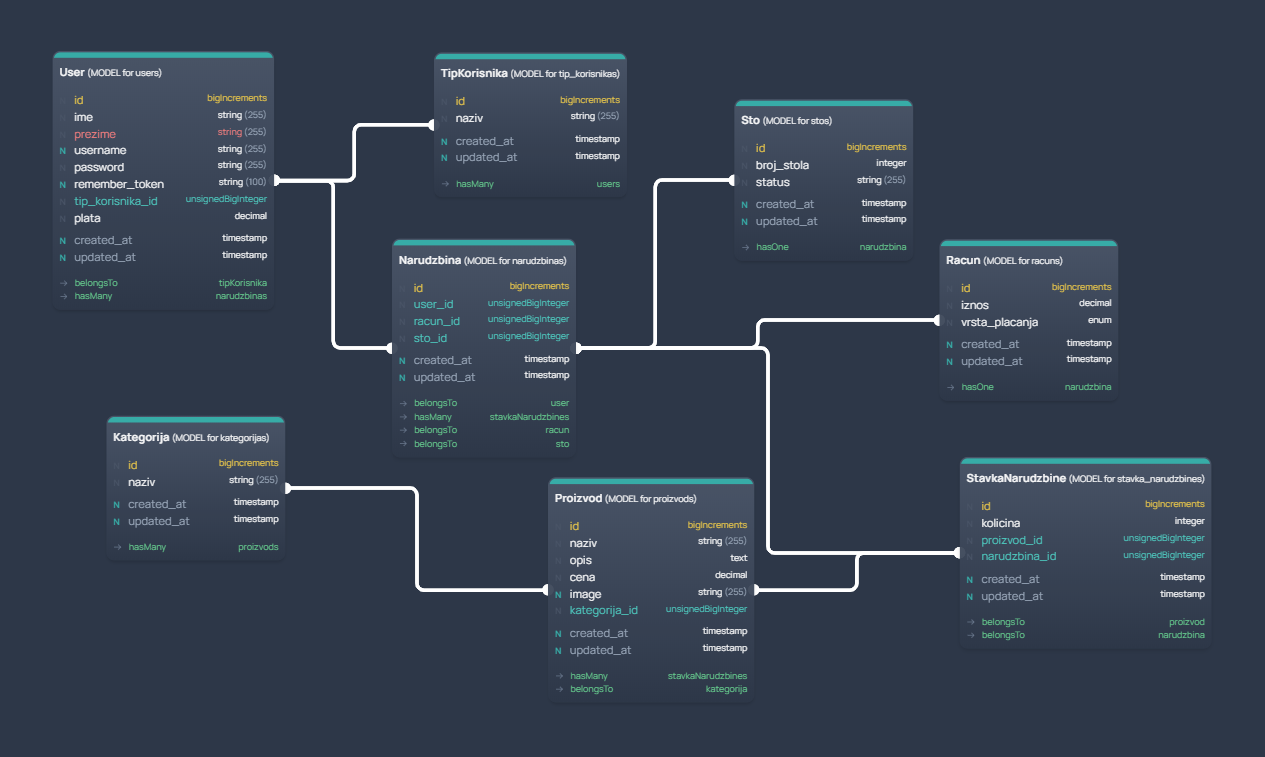 User (MODEL for users)
id bigIncrements
ime string (255)
prezime string (255)
N username string (255)
password string (255)
N remember_token string (100)
N tip_korisnika_id unsignedBigInteger
plata decimal
N created_at timestamp
N updated_at timestamp
→ belongsTo tipKorisnika
→ hasMany narudzbinas
TipKorisnika (MODEL for tip_korisnikas)
id bigIncrements
naziv string (255)
N created_at timestamp
N updated_at timestamp
→ hasMany users
Sto (MODEL for stos)
id bigIncrements
broj_stola integer
status string (255)
N created_at timestamp
N updated_at timestamp
→ hasOne narudzbina
Narudzbina (MODEL for narudzbinas)
id bigIncrements
user_id unsignedBigInteger
racun_id unsignedBigInteger
sto_id unsignedBigInteger
N created_at timestamp
N updated_at timestamp
→ belongsTo user
→ hasMany stavkaNarudzbines
→ belongsTo racun
→ belongsTo sto
Racun (MODEL for racuns)
id bigIncrements
iznos decimal
vrsta_placanja enum
N created_at timestamp
N updated_at timestamp
→ hasOne narudzbina
Kategorija (MODEL for kategorijas)
id bigIncrements
naziv string (255)
N created_at timestamp
N updated_at timestamp
→ hasMany proizvods
Proizvod (MODEL for proizvods)
id bigIncrements
naziv string (255)
opis text
cena decimal
N image string (255)
kategorija_id unsignedBigInteger
N created_at timestamp
N updated_at timestamp
→ hasMany stavkaNarudzbines
→ belongsTo kategorija
StavkaNarudzbine (MODEL for stavka_narudzbines)
id bigIncrements
kolicina integer
proizvod_id unsignedBigInteger
narudzbina_id unsignedBigInteger
N created_at timestamp
N updated_at timestamp
→ belongsTo proizvod
→ belongsTo narudzbina